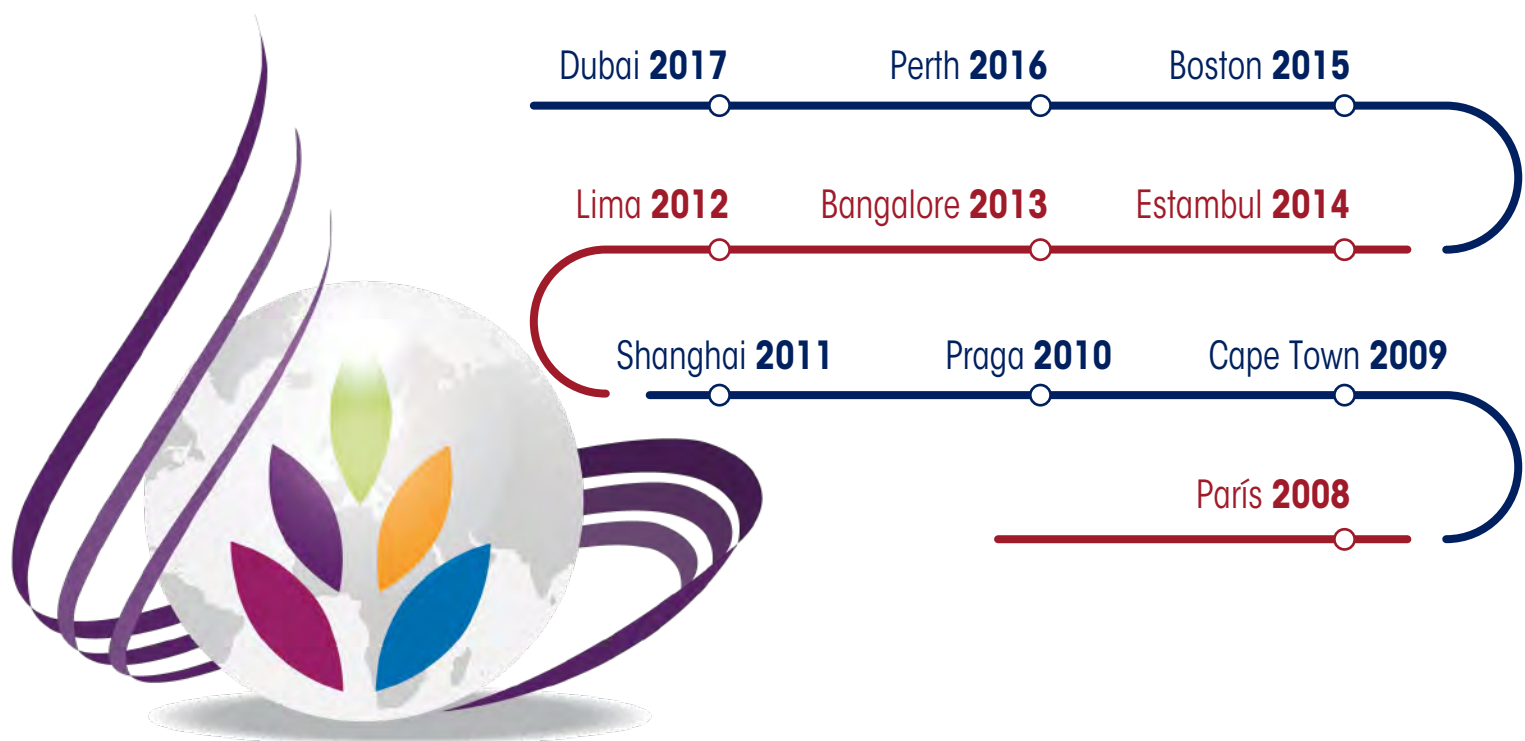 Dubai 2017 Perth 2016 Boston 2015
Lima 2012 Bangalore 2013 Estambul 2014
Shanghai 2011 Praga 2010 Cape Town 2009
París 2008